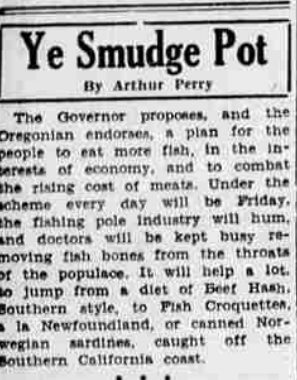 Ye Smudge Pot
By Arthur Perry
The Governor proposes, and the
Oregonian endorses, a plan for the
people to eat more fish, in the in-
terests of economy, and to combat
the rising cost of meats. Under the
scheme every day will be Friday,
the fishing pole industry will hum,
and doctors will be kept busy re-
moving fish bones from the throats
of the populace. It will help a lot,
to jump from a diet of Beef Hash,
Southern style, to Fish Croquettes,
a la Newfoundland, or canned Nor-
wegian sardines, caught off the
Southern California coast.